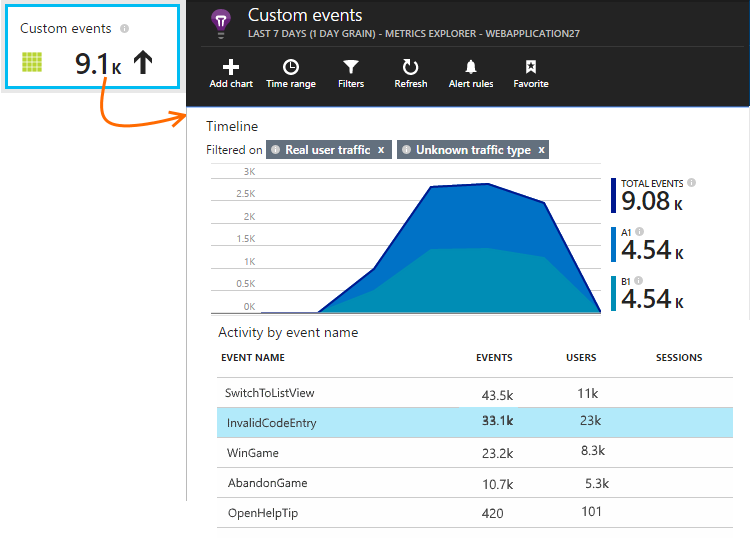 Custom events
9.1 K
Custom events
LAST 7 DAYS (1 DAY GRAIN) - METRICS EXPLORER - WEBAPPLICATION27
Add chart Time range Filters Refresh Alert rules Favorite
Timeline
Filtered on Real user traffic x Unknown traffic type x
3K
2.5K
2K
1.5K
1K
0.5K
0K
TOTAL EVENTS
9.08 K
A1
4.54 K
B1
4.54 K
Activity by event name
EVENT NAME EVENTS USERS SESSIONS
SwitchToListView 43.5k 11k
InvalidCodeEntry 33.1k 23k
WinGame 23.2k 8.3k
AbandonGame 10.7k 5.3k
OpenHelpTip 420 101